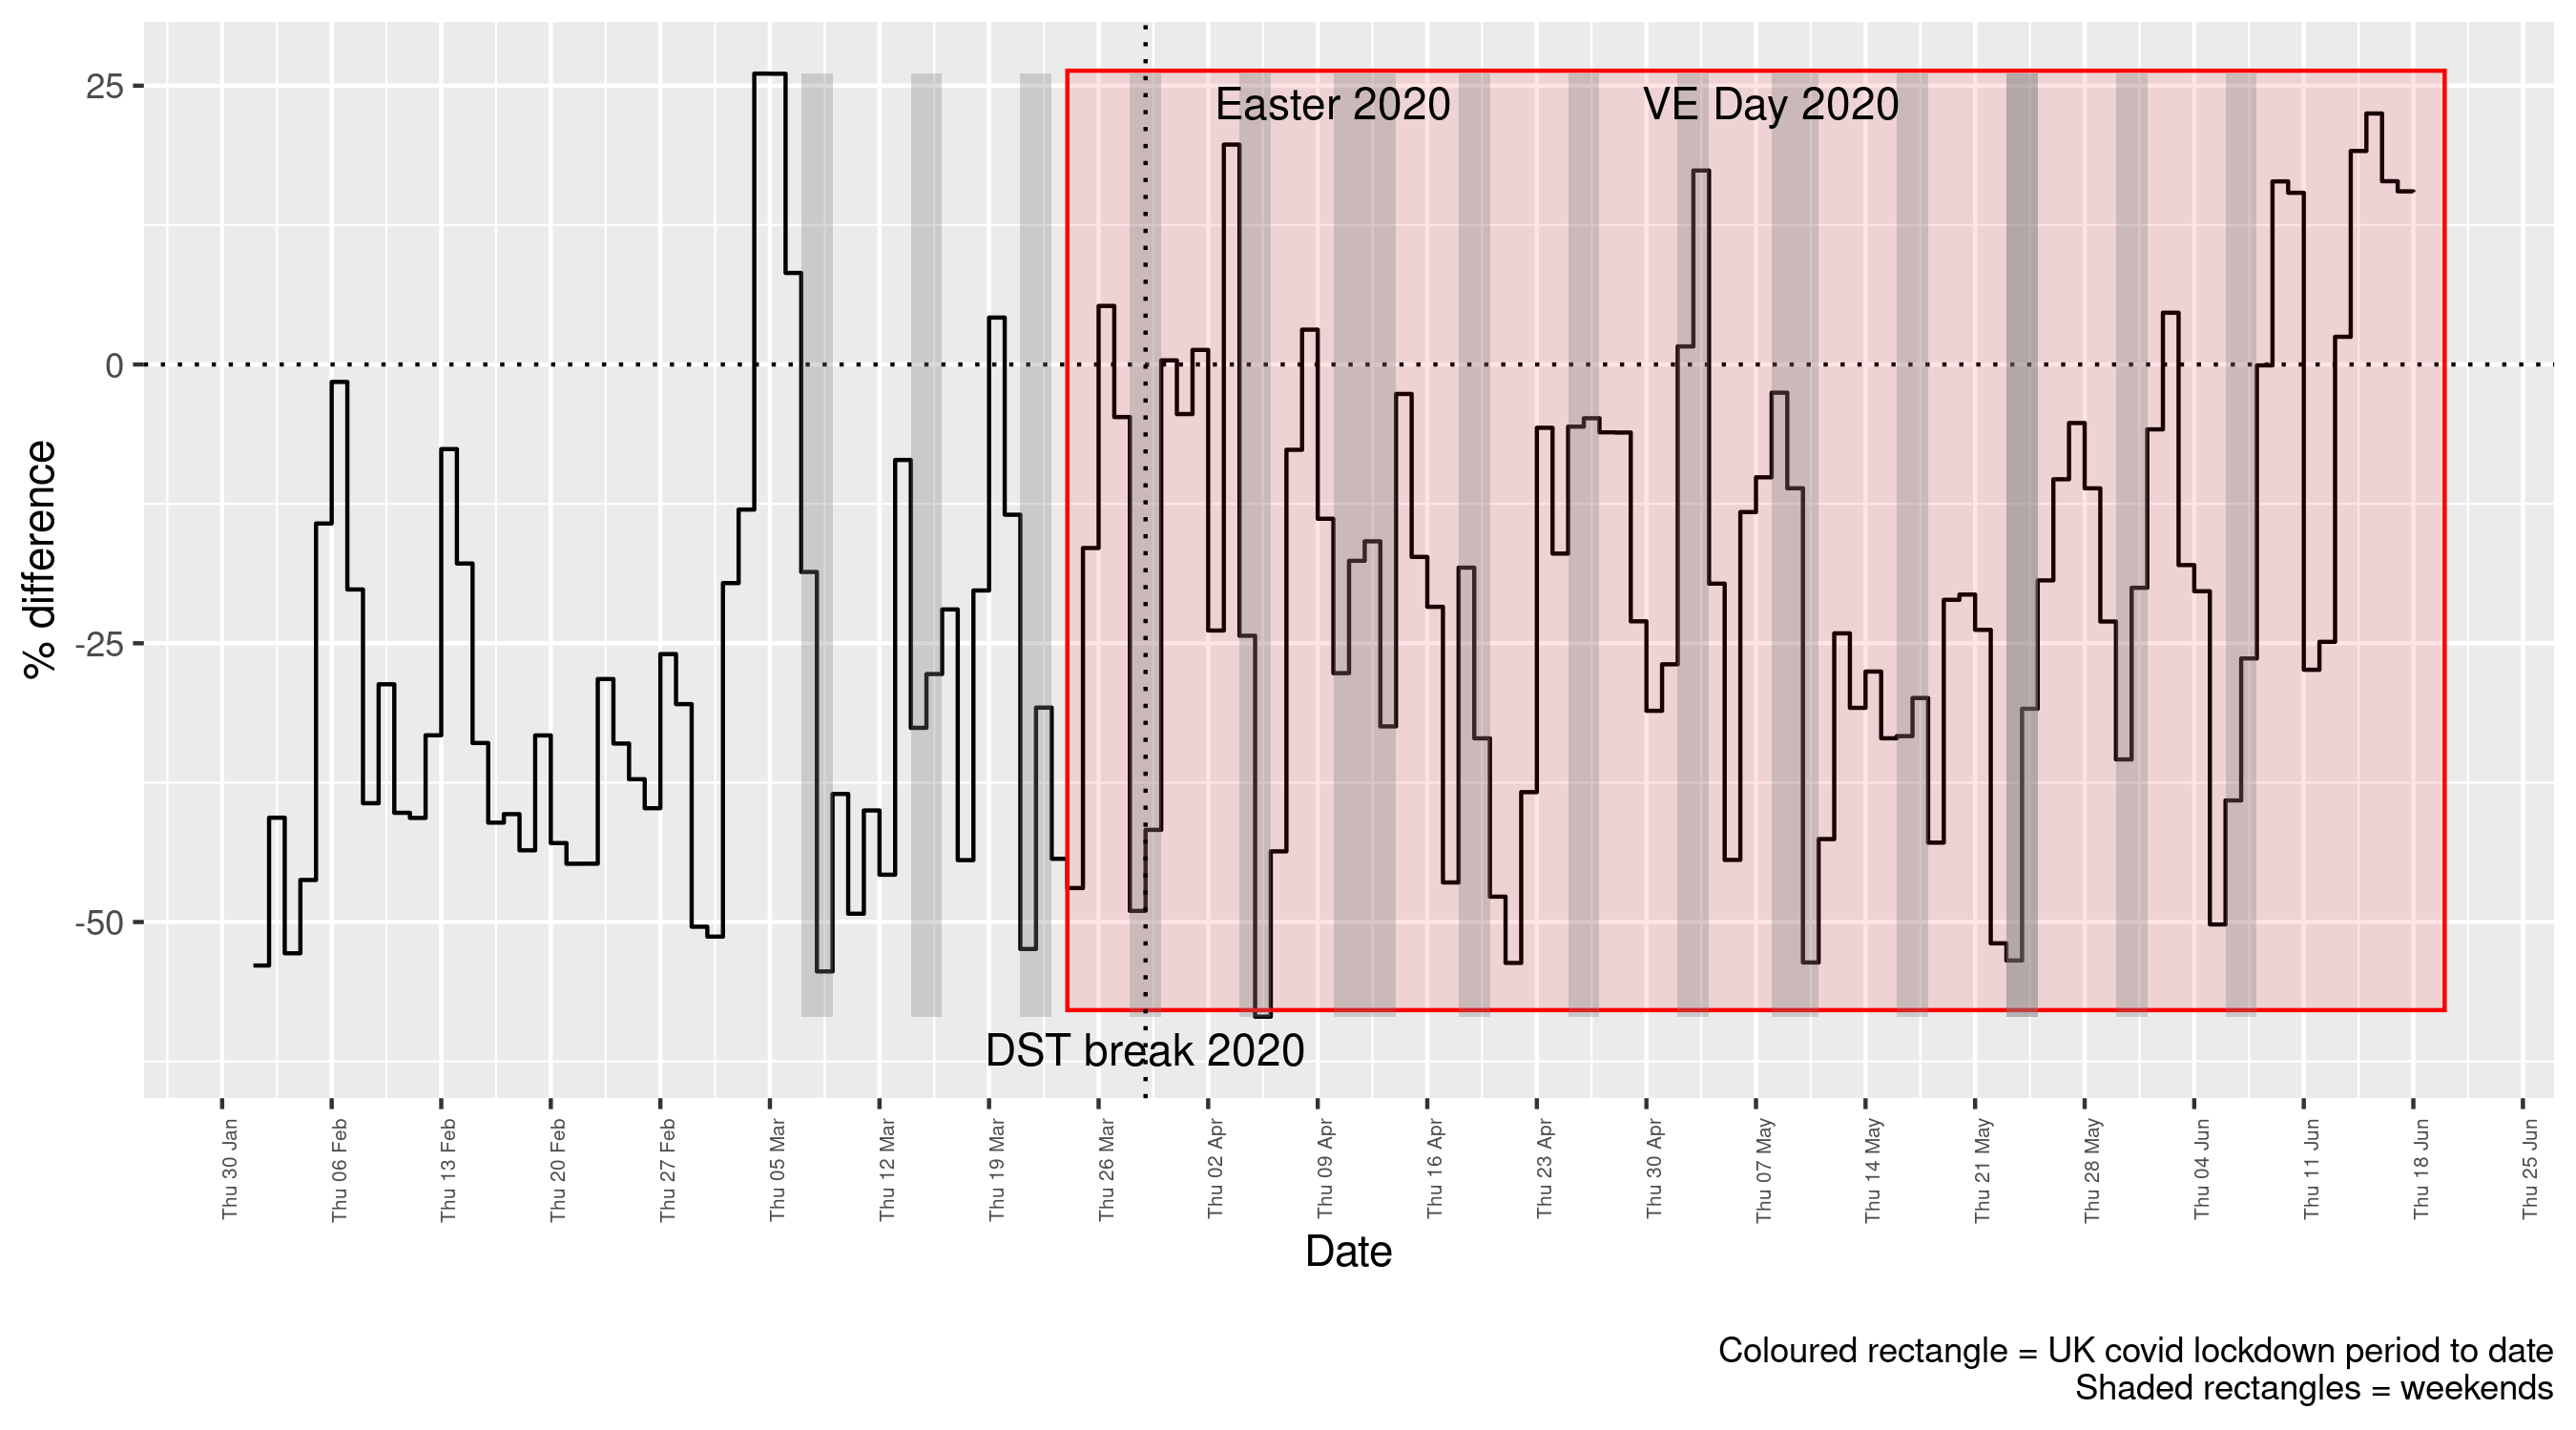 25
0
-25
-50
% difference
Easter 2020
VE Day 2020
DST break 2020
Thu 30 Jan
Thu 06 Feb
Thu 13 Feb
Thu 20 Feb
Thu 27 Feb
Thu 05 Mar
Thu 12 Mar
Thu 19 Mar
Thu 26 Mar
Thu 02 Apr
Thu 09 Apr
Thu 16 Apr
Thu 23 Apr
Thu 30 Apr
Thu 07 May
Thu 14 May
Thu 21 May
Thu 28 May
Thu 04 Jun
Thu 11 Jun
Thu 18 Jun
Thu 25 Jun
Date
Coloured rectangle = UK covid lockdown period to date
Shaded rectangles = weekends